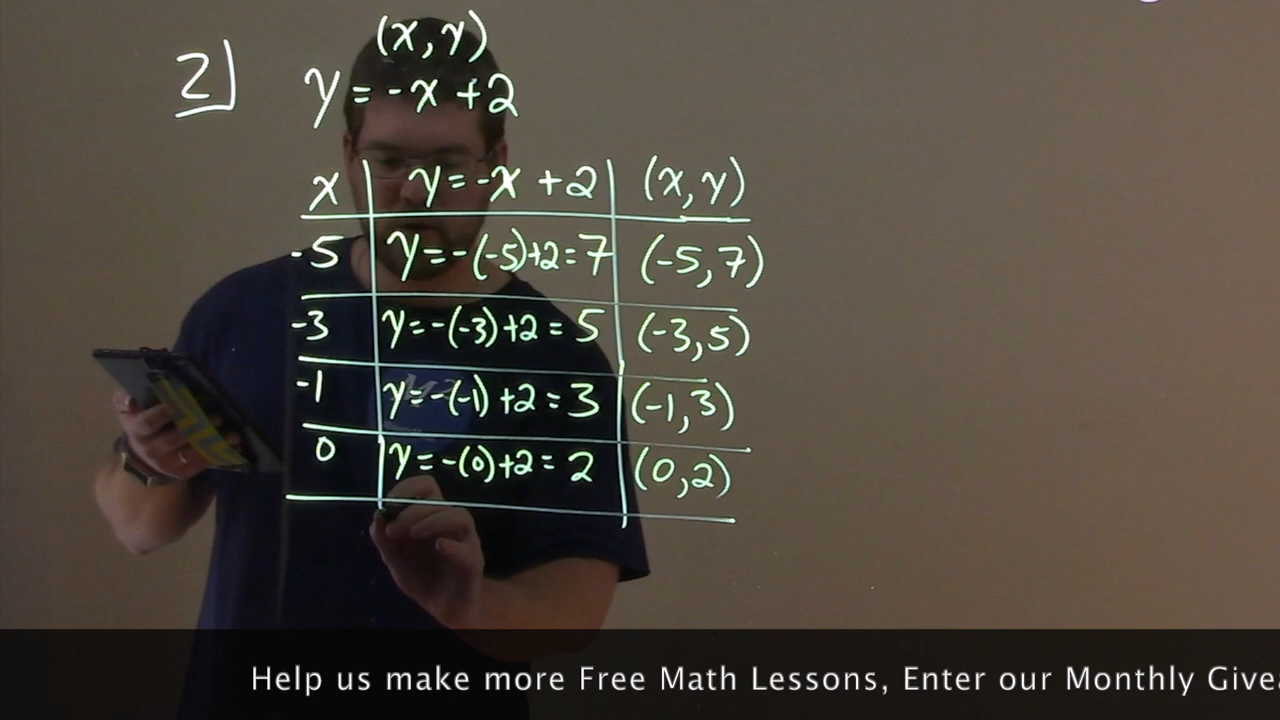 (x, y)
2] y = -x + 2
x | y = -x + 2 | (x, y)
-5 | y = -(-5)+2 = 7 | (-5, 7)
-3 | y = -(-3)+2 = 5 | (-3, 5)
-1 | y = -(-1)+2 = 3 | (-1, 3)
0 | y = -(0)+2 = 2 | (0, 2)
Help us make more Free Math Lessons, Enter our Monthly Give